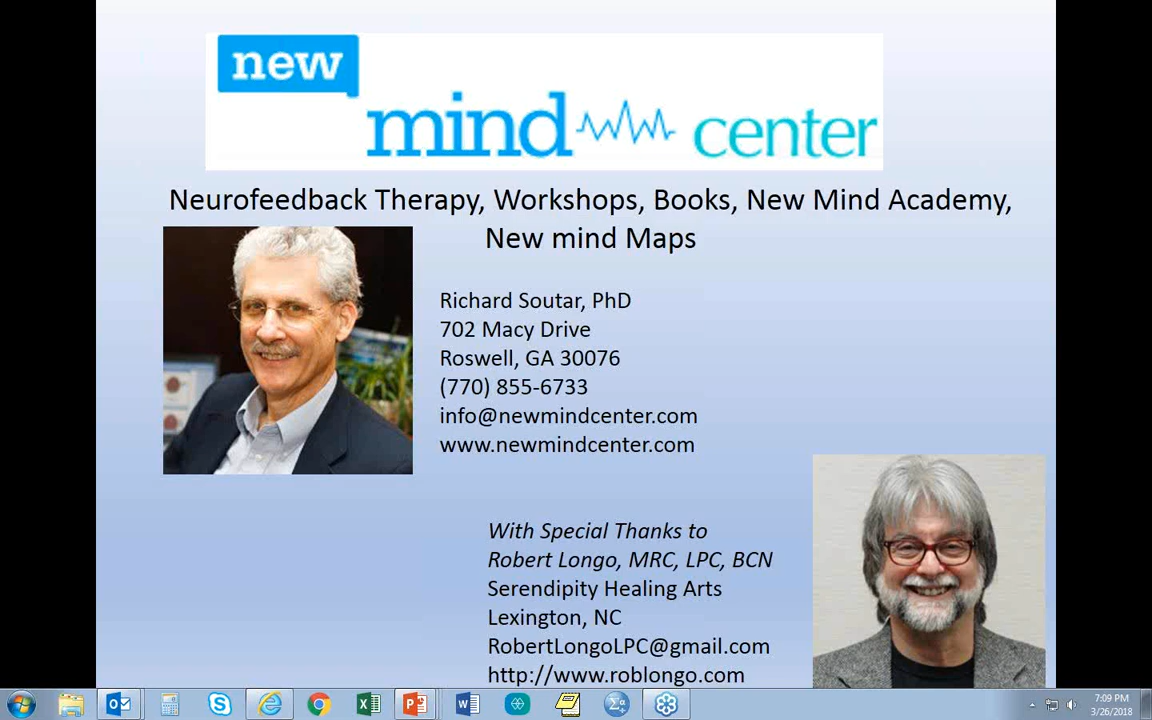 new
mind center
Neurofeedback Therapy, Workshops, Books, New Mind Academy,
New mind Maps
Richard Soutar, PhD
702 Macy Drive
Roswell, GA 30076
(770) 855-6733
info@newmindcenter.com
www.newmindcenter.com
With Special Thanks to
Robert Longo, MRC, LPC, BCN
Serendipity Healing Arts
Lexington, NC
RobertLongoLPC@gmail.com
http://www.roblongo.com
7:09 PM
3/26/2018